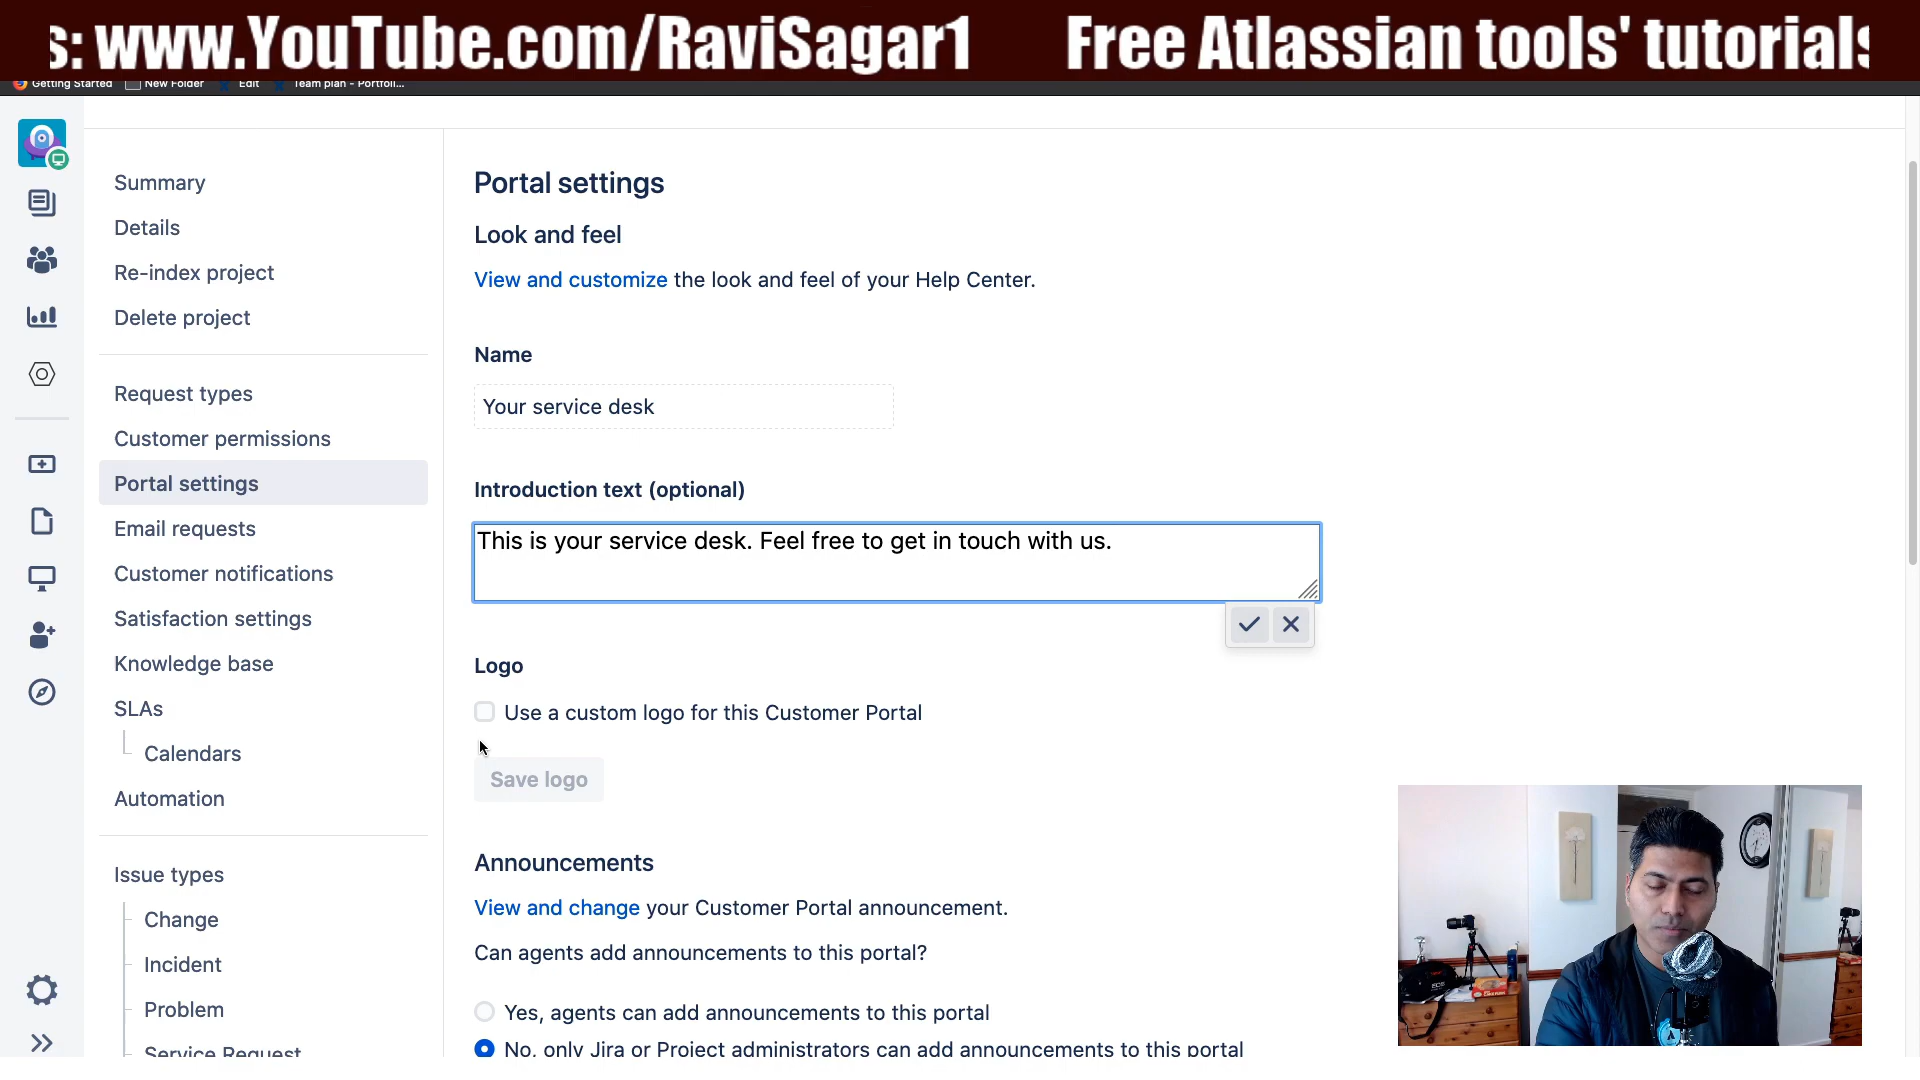 s: www.YouTube.com/RaviSagar1 Free Atlassian tools' tutorials
Getting Started New Folder Edit Team plan - Portfoli...
Summary
Details
Re-index project
Delete project
Request types
Customer permissions
Portal settings
Email requests
Customer notifications
Satisfaction settings
Knowledge base
SLAs
Calendars
Automation
Issue types
Change
Incident
Problem
Service Request
Portal settings
Look and feel
View and customize the look and feel of your Help Center.
Name
Your service desk
Introduction text (optional)
This is your service desk. Feel free to get in touch with us.
Logo
Use a custom logo for this Customer Portal
Save logo
Announcements
View and change your Customer Portal announcement.
Can agents add announcements to this portal?
Yes, agents can add announcements to this portal
No, only Jira or Project administrators can add announcements to this portal